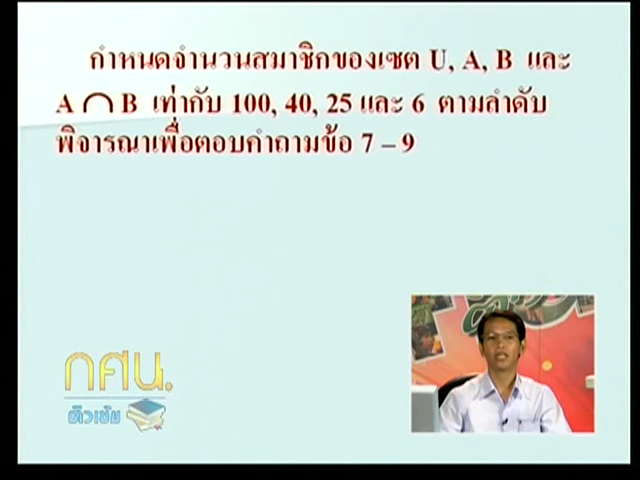 กำหนดจำนวนสมาชิกของเซต U, A, B และ
A ∩ B เท่ากับ 100, 40, 25 และ 6 ตามลำดับ
พิจารณาเพื่อตอบคำถามข้อ 7 – 9
กศน.
ติวเข้ม